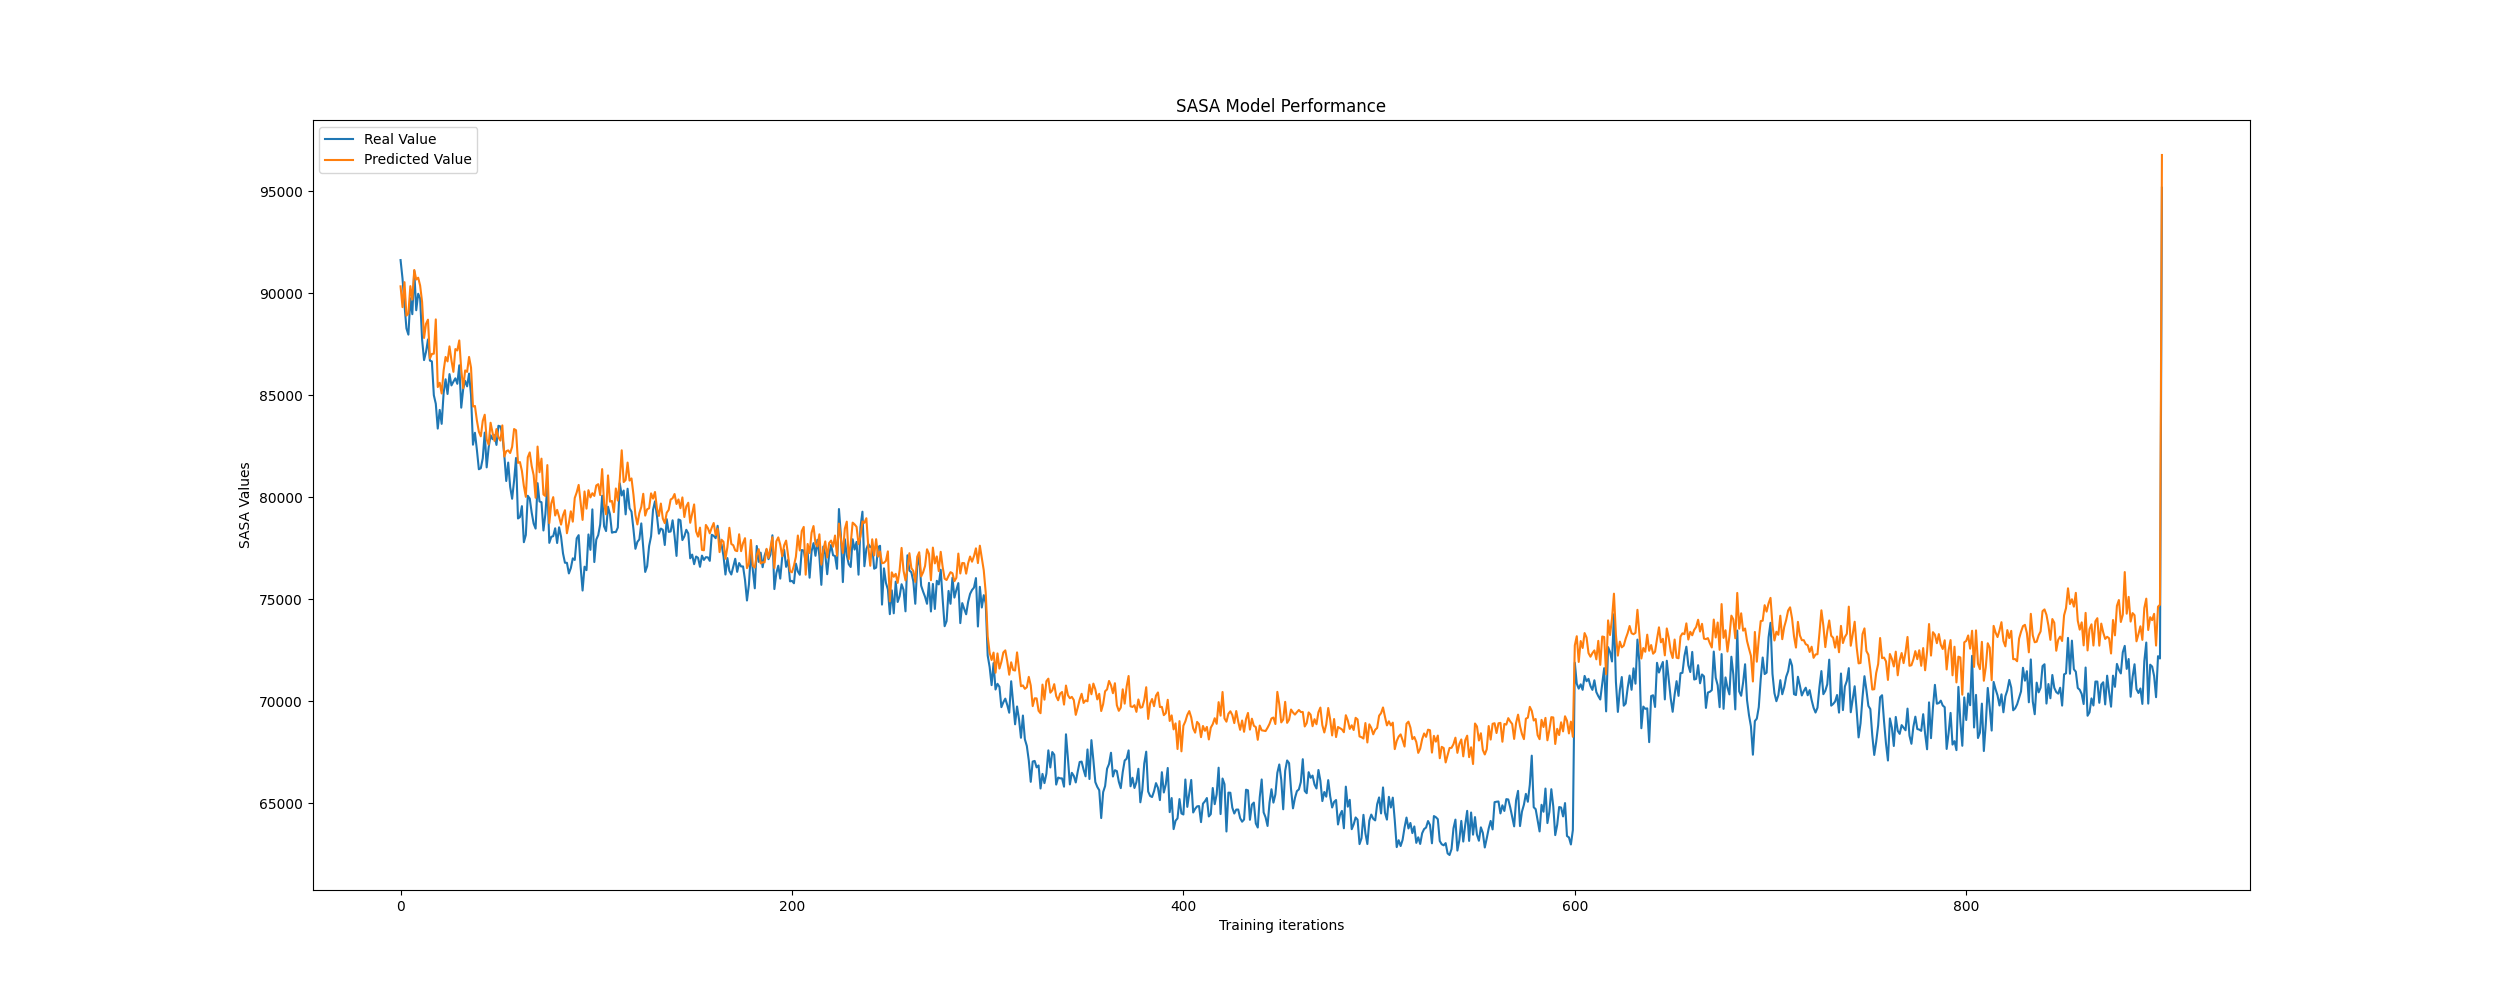 SASA Model Performance
Real Value
Predicted Value
95000
90000
85000
80000
75000
70000
65000
SASA Values
0 200 400 600 800
Training iterations